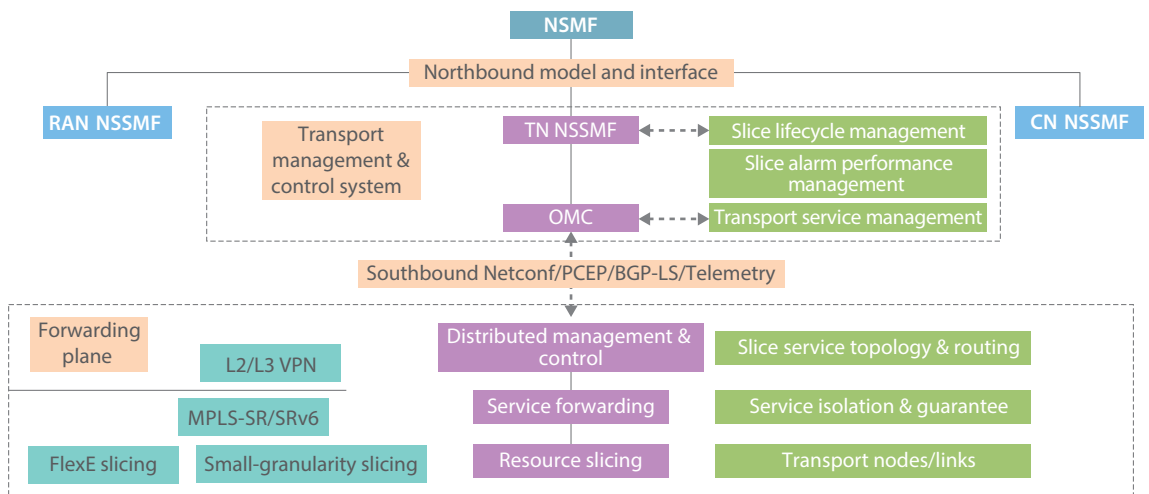 NSMF
Northbound model and interface
RAN NSSMF
CN NSSMF
Transport
management &
control system
TN NSSMF
Slice lifecycle management
Slice alarm performance
management
OMC
Transport service management
Southbound Netconf/PCEP/BGP-LS/Telemetry
Forwarding
plane
L2/L3 VPN
Distributed management &
control
Slice service topology & routing
MPLS-SR/SRv6
Service forwarding
Service isolation & guarantee
FlexE slicing
Small-granularity slicing
Resource slicing
Transport nodes/links